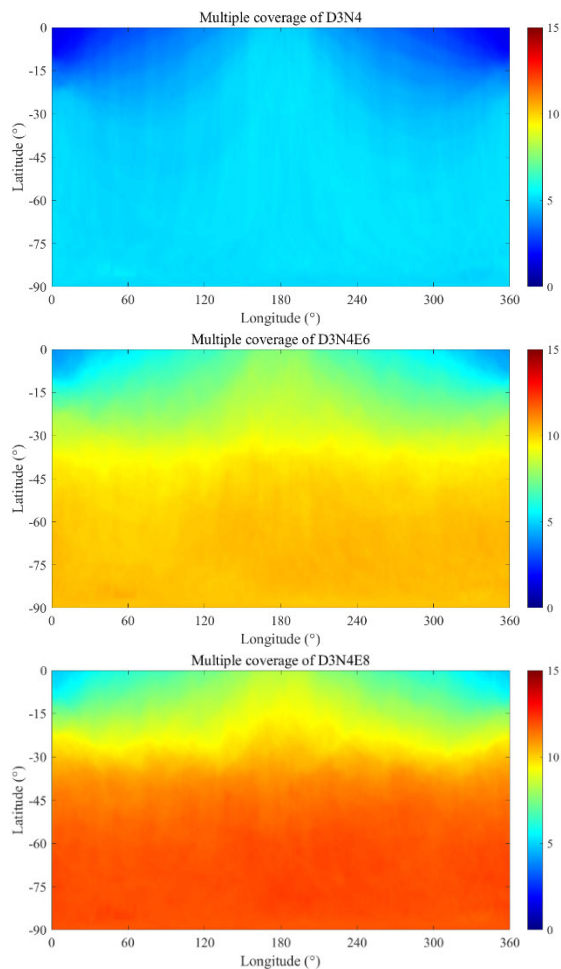 Multiple coverage of D3N4
0
-15
-30
-45
-60
-75
-90
Latitude (°)
0 60 120 180 240 300 360
Longitude (°)
15
10
5
0
Multiple coverage of D3N4E6
0
-15
-30
-45
-60
-75
-90
Latitude (°)
0 60 120 180 240 300 360
Longitude (°)
15
10
5
0
Multiple coverage of D3N4E8
0
-15
-30
-45
-60
-75
-90
Latitude (°)
0 60 120 180 240 300 360
Longitude (°)
15
10
5
0